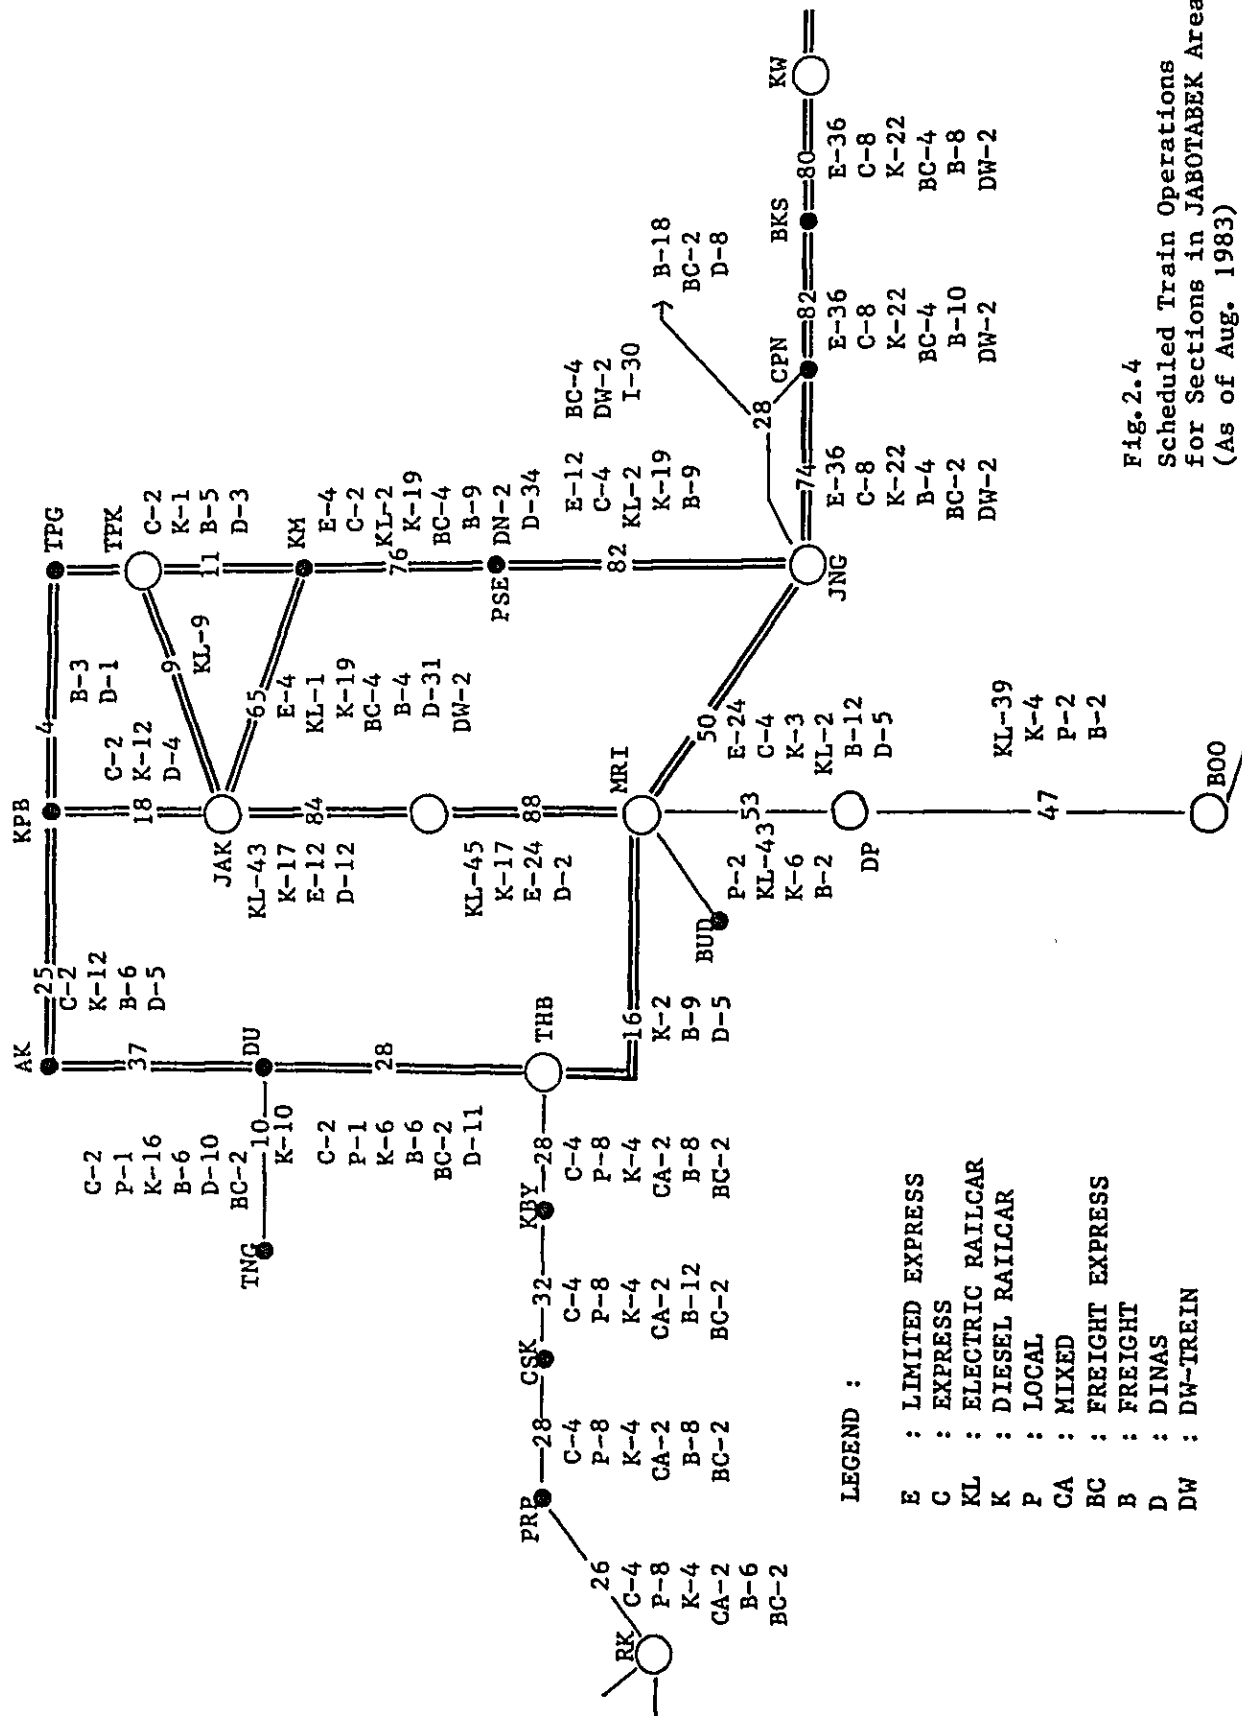 TPG
TPK
11
C-2
K-1
B-5
D-3
KM
76
E-4
C-2
KL-2
K-19
BC-4
B-9
DN-2
D-34
PSE
82
E-12
C-4
KL-2
K-19
B-9
BC-4
DW-2
I-30
JNG
28
B-18
BC-2
D-8
74
E-36
C-8
K-22
B-4
BC-2
DW-2
CPN
82
E-36
C-8
K-22
BC-4
B-10
DW-2
BKS
80
E-36
C-8
K-22
BC-4
B-8
DW-2
KW
KPB
4
B-3
D-1
18
C-2
K-12
D-4
9
KL-9
65
E-4
KL-1
K-19
BC-4
B-4
D-31
DW-2
JAK
84
KL-43
K-17
E-12
D-12
88
KL-45
K-17
E-24
D-2
MRI
50
E-24
C-4
K-3
KL-2
B-12
D-5
BUD
53
P-2
KL-43
K-6
B-2
DP
47
KL-39
K-4
P-2
B-2
BOO
AK
25
C-2
K-12
B-6
D-5
37
C-2
P-1
K-16
B-6
D-10
BC-2
DU
10
K-10
TNG
28
C-2
P-1
K-6
B-6
BC-2
D-11
THB
16
K-2
B-9
D-5
28
C-4
P-8
K-4
CA-2
B-8
BC-2
KBY
32
C-4
P-8
K-4
CA-2
B-12
BC-2
CSK
28
C-4
P-8
K-4
CA-2
B-8
BC-2
PRP
26
C-4
P-8
K-4
CA-2
B-6
BC-2
RK
LEGEND :
E : LIMITED EXPRESS
C : EXPRESS
KL : ELECTRIC RAILCAR
K : DIESEL RAILCAR
P : LOCAL
CA : MIXED
BC : FREIGHT EXPRESS
B : FREIGHT
D : DINAS
DW : DW-TREIN
Fig.2.4
Scheduled Train Operations
for Sections in JABOTABEK Area
(As of Aug. 1983)